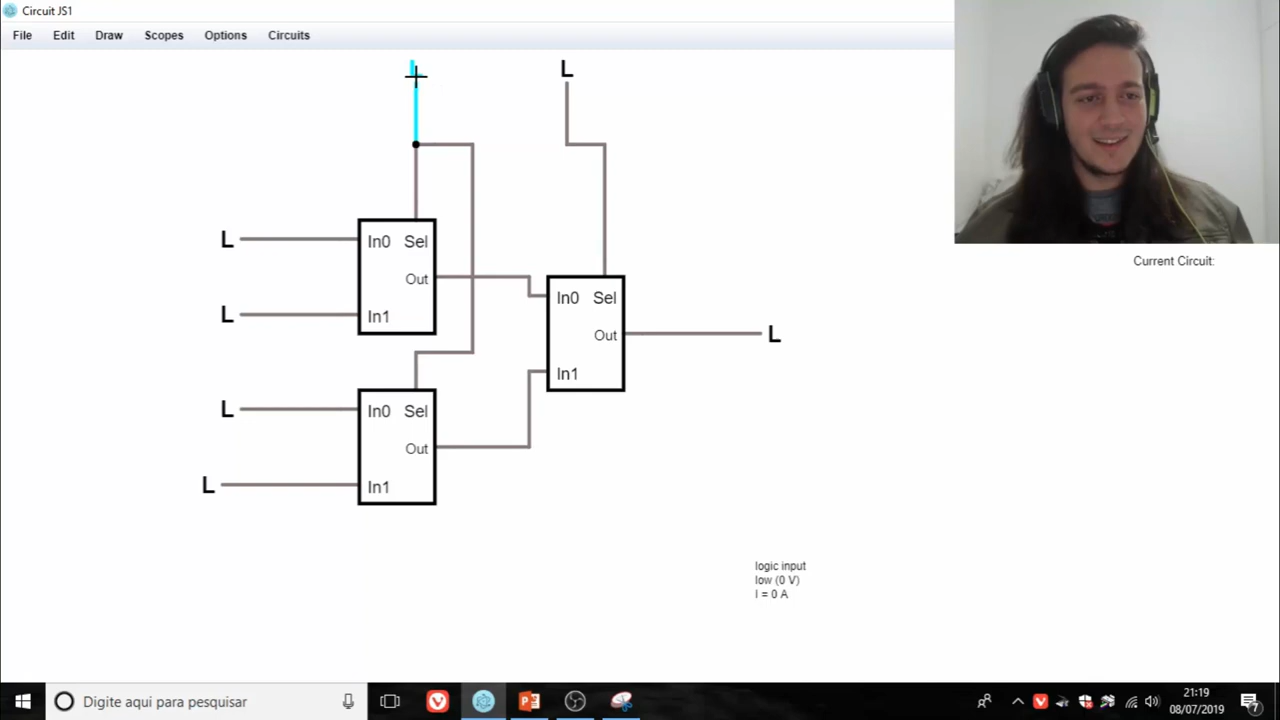 Circuit JS1
File Edit Draw Scopes Options Circuits
L
L
L In0 Sel
Out
L In1
In0 Sel
Out L
In1
L In0 Sel
Out
L In1
Current Circuit:
logic input
low (0 V)
I = 0 A
Digite aqui para pesquisar
21:19
08/07/2019
7